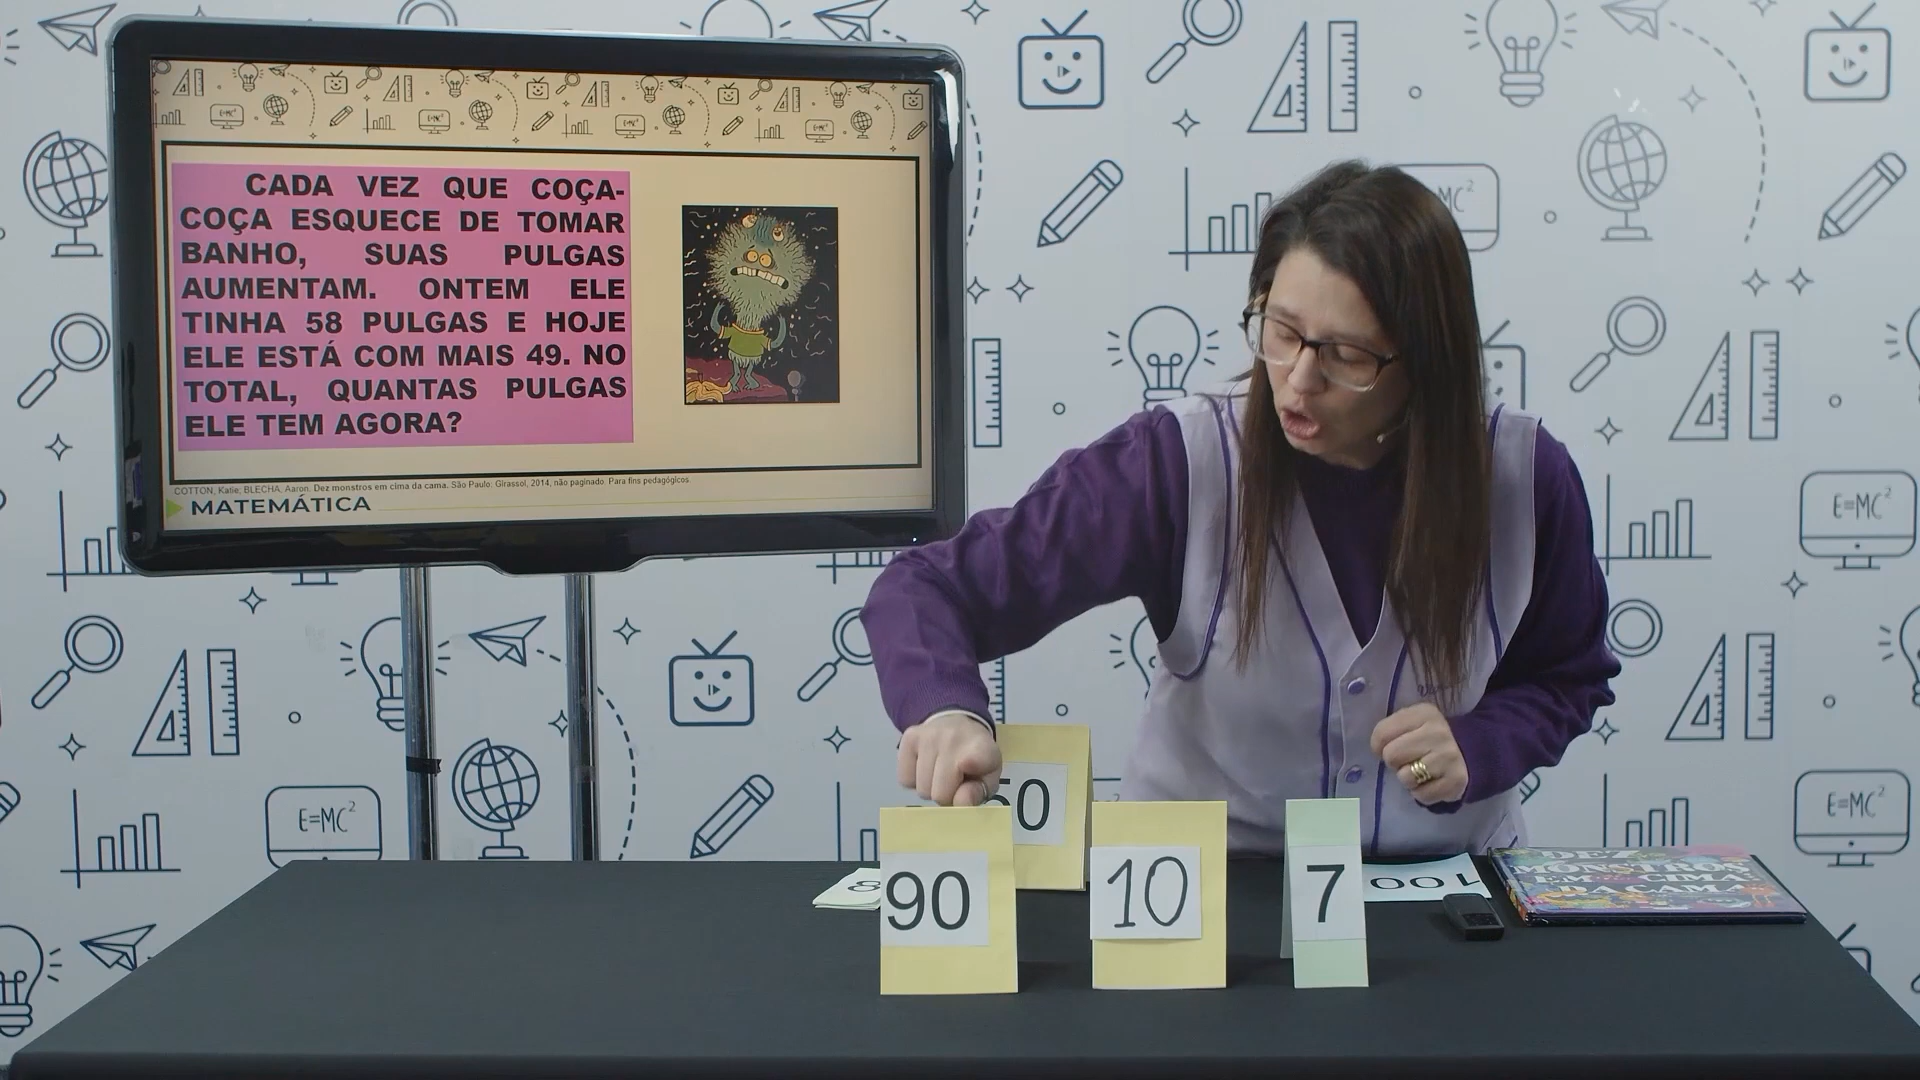 CADA VEZ QUE COÇA-
COÇA ESQUECE DE TOMAR
BANHO, SUAS PULGAS
AUMENTAM. ONTEM ELE
TINHA 58 PULGAS E HOJE
ELE ESTÁ COM MAIS 49. NO
TOTAL, QUANTAS PULGAS
ELE TEM AGORA?
COTTON, Katie; BLECHA, Aaron. Dez monstros em cima da cama. São Paulo: Girassol, 2014, não paginado. Para fins pedagógicos.
MATEMÁTICA
E=MC²
E=MC²
E=MC²
50
8
90
10
7
100
DEZ
MONSTROS
EM CIMA
DA CAMA